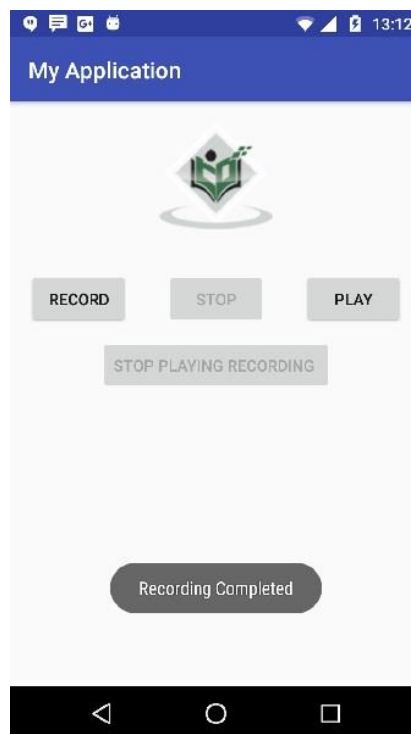 13:12
My Application
RECORD STOP PLAY
STOP PLAYING RECORDING
Recording Completed